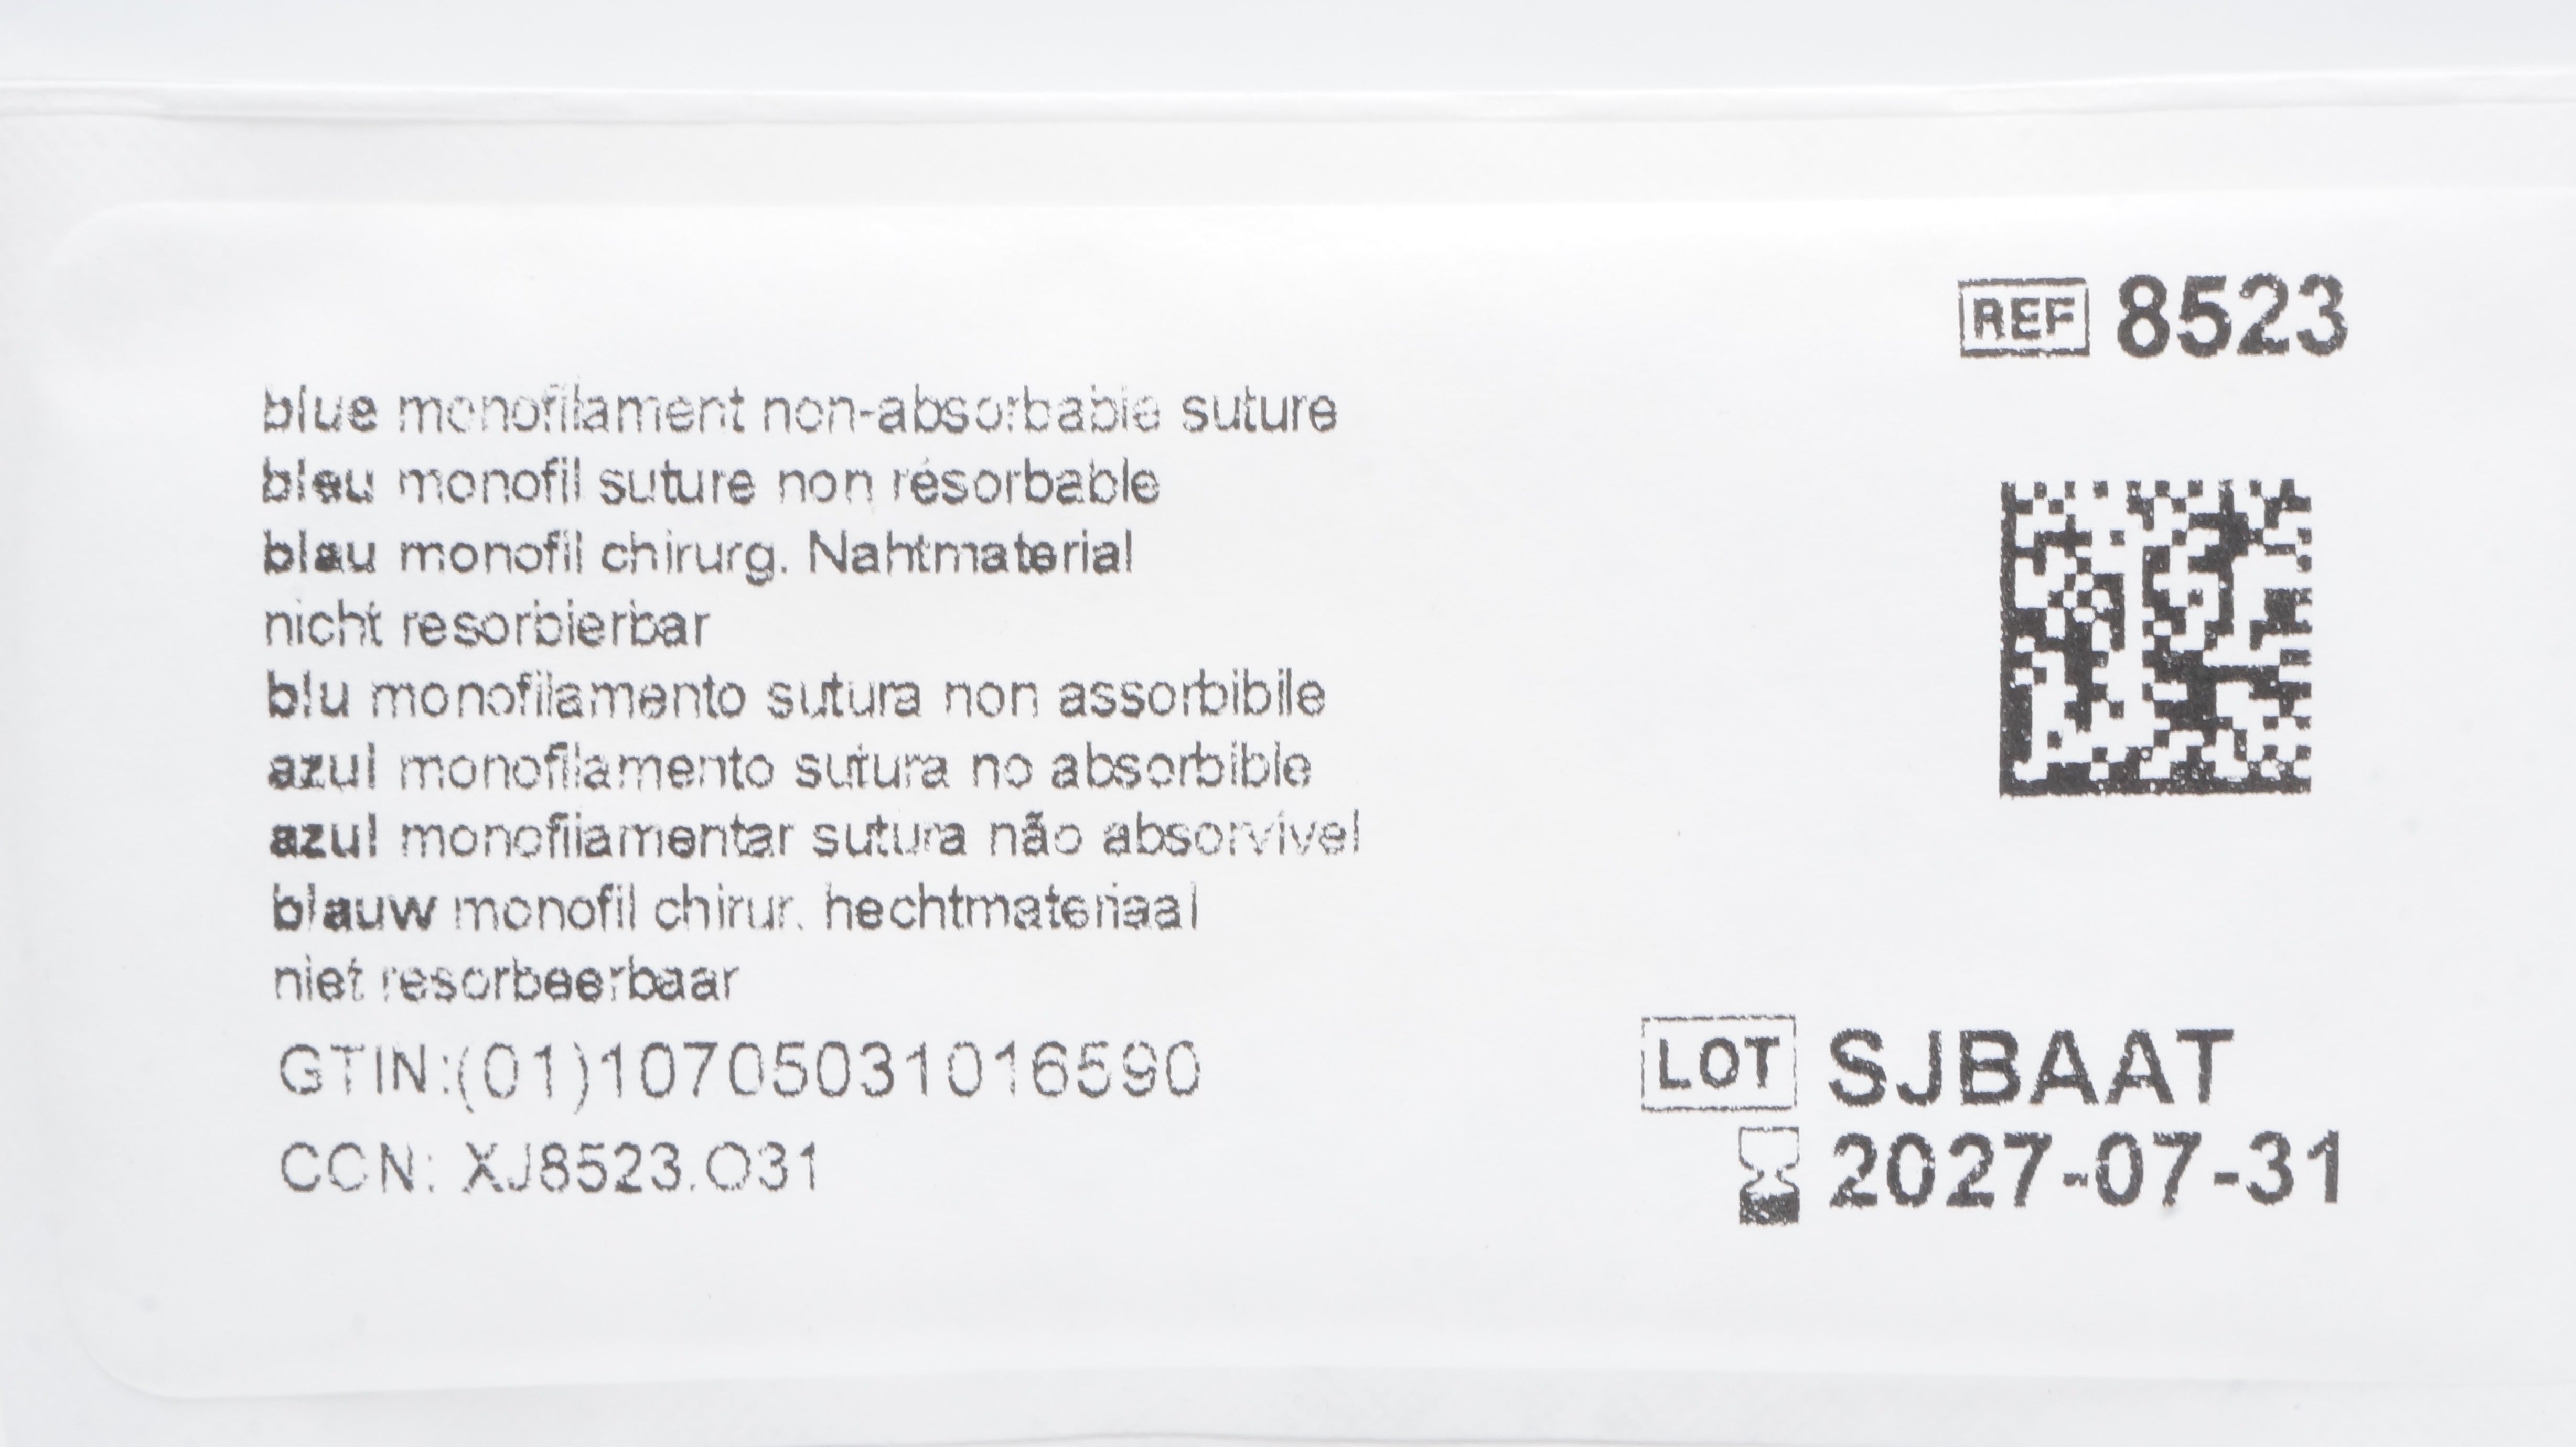 REF 8523
blue monofilament non-absorbable suture
bleu monofil suture non résorbable
blau monofil chirurg. Nahtmaterial
nicht resorbierbar
blu monofilamento sutura non assorbibile
azul monofilamento sutura no absorbible
azul monofilamentar sutura não absorvível
blauw monofil chirur. hechtmateriaal
niet resorbeerbaar
GTIN:(01)10705031016590
CCN: XJ8523.O31
LOT SJBAAT
2027-07-31